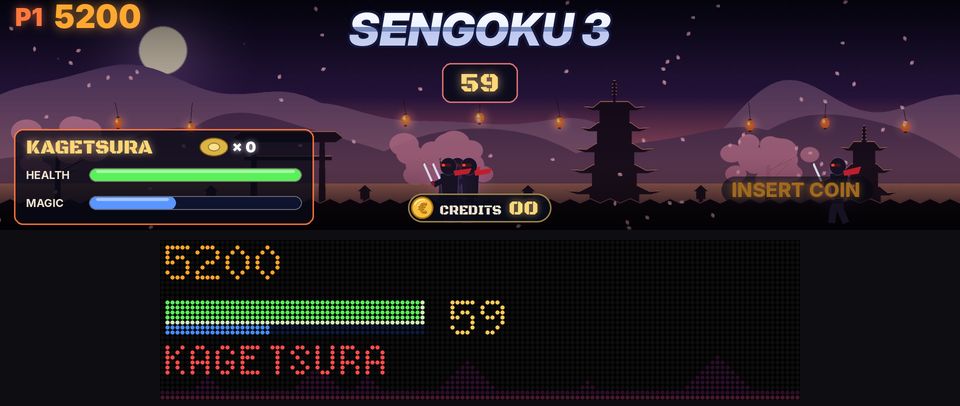 P1 5200
SENGOKU 3
59
KAGETSURA × 0
HEALTH
MAGIC
INSERT COIN
€ CREDITS 00
5200
59
KAGETSURA